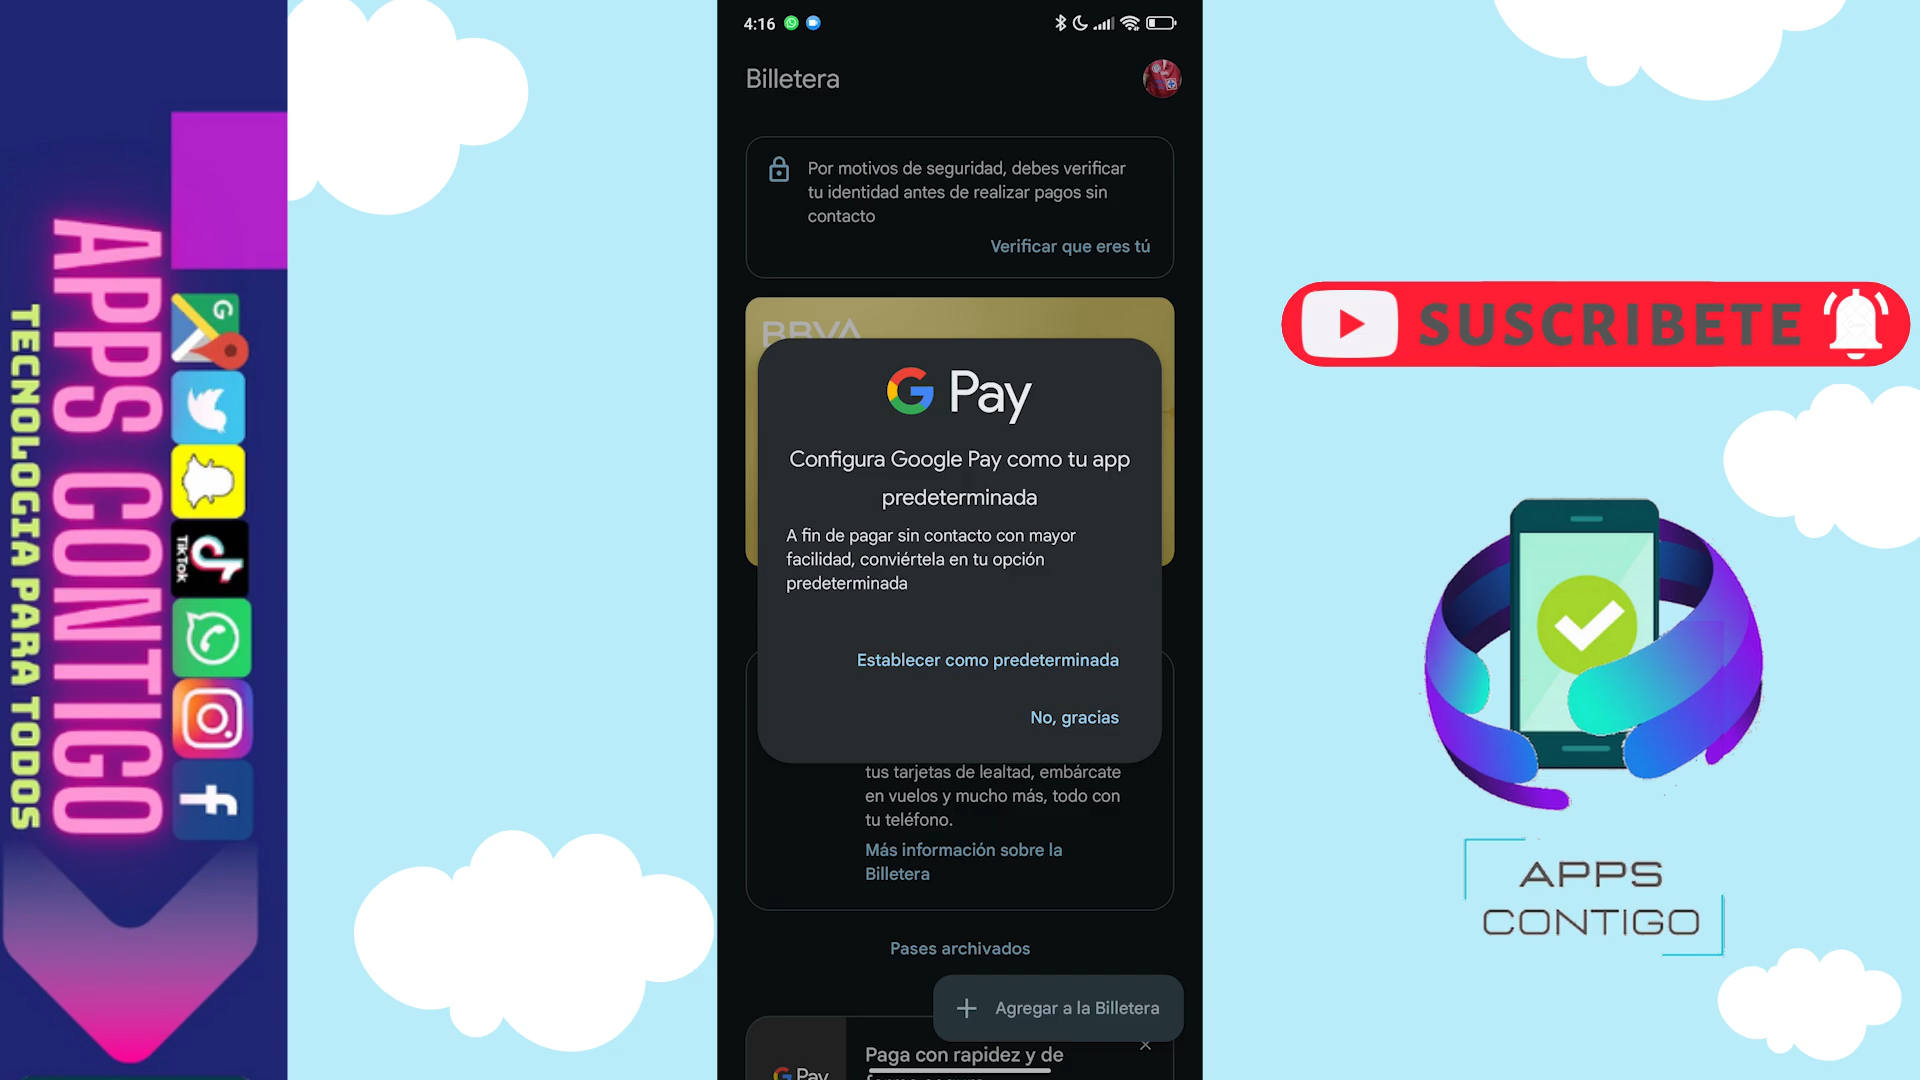 APPS CONTIGO
TECNOLOGIA PARA TODOS
TikTok
4:16
Billetera
Por motivos de seguridad, debes verificar
tu identidad antes de realizar pagos sin
contacto
Verificar que eres tú
BBVA
G Pay
Configura Google Pay como tu app
predeterminada
A fin de pagar sin contacto con mayor
facilidad, conviértela en tu opción
predeterminada
Establecer como predeterminada
No, gracias
tus tarjetas de lealtad, embárcate
en vuelos y mucho más, todo con
tu teléfono.
Más información sobre la
Billetera
Pases archivados
Agregar a la Billetera
Paga con rapidez y de
G Pay
SUSCRIBETE
APPS
CONTIGO